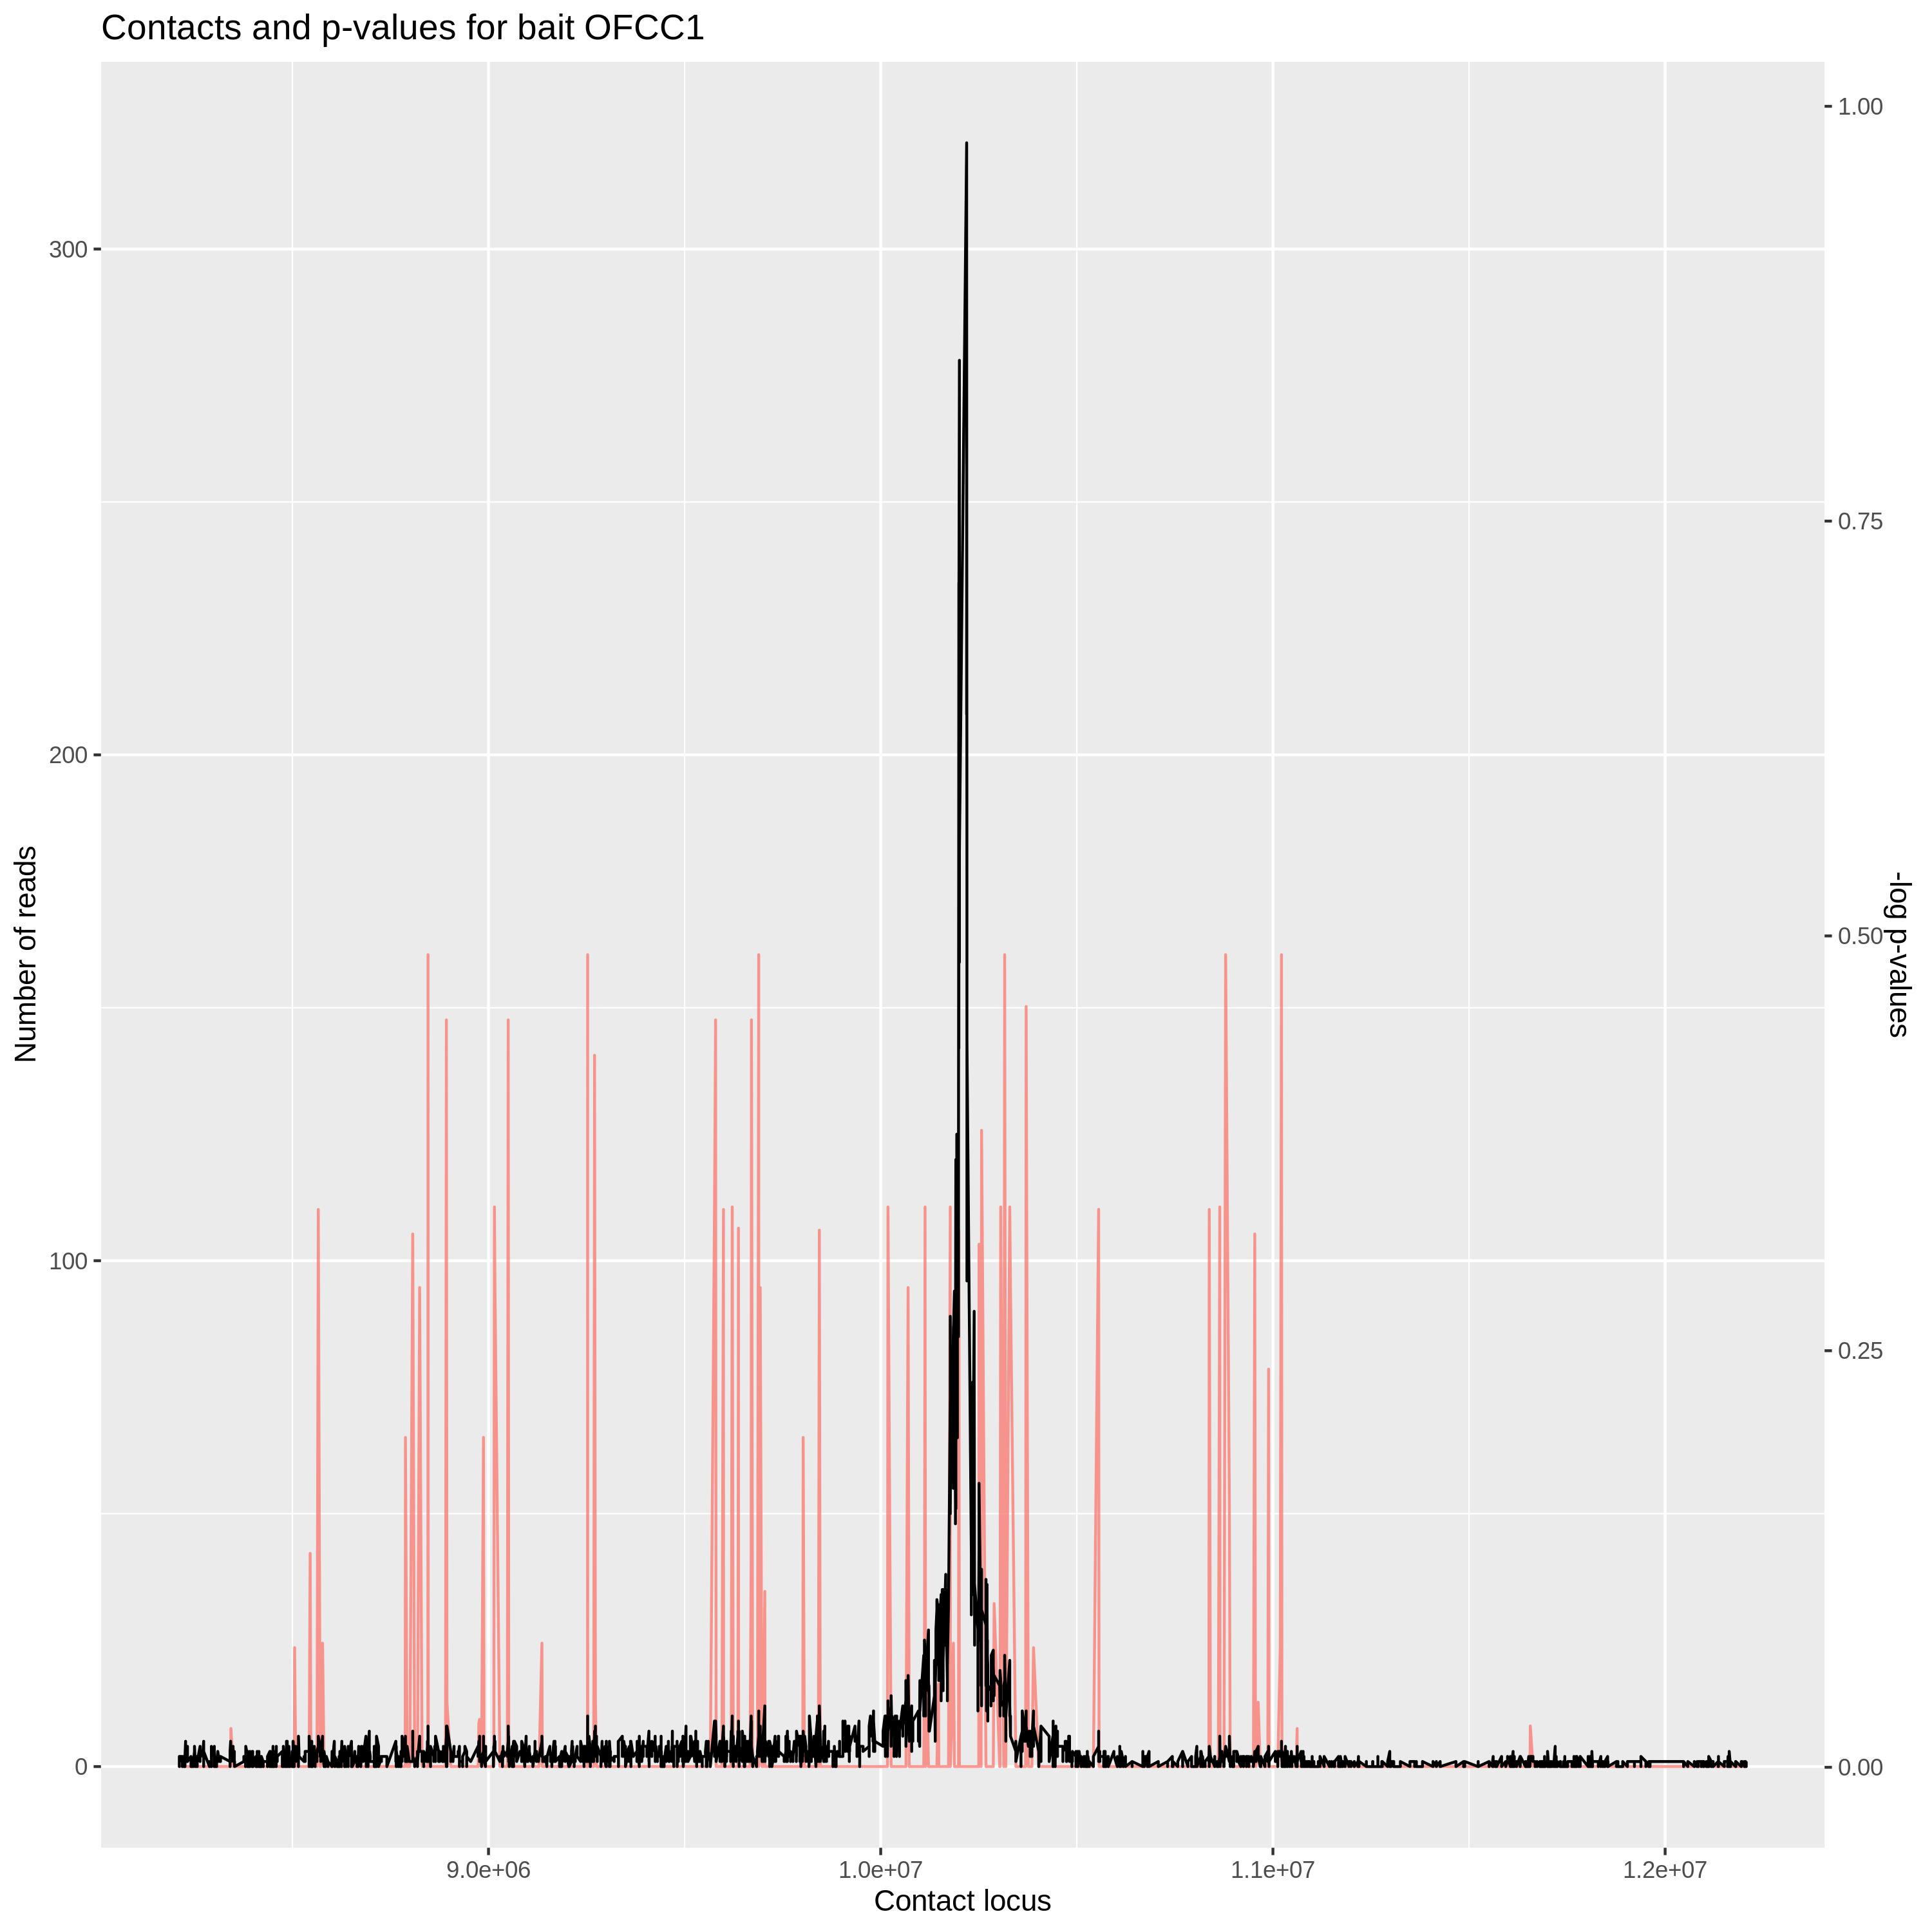 Contacts and p-values for bait OFCC1
1.00
300
0.75
200
Number of reads
0.50
-log p-values
100
0.25
0
0.00
9.0e+06
1.0e+07
1.1e+07
1.2e+07
Contact locus